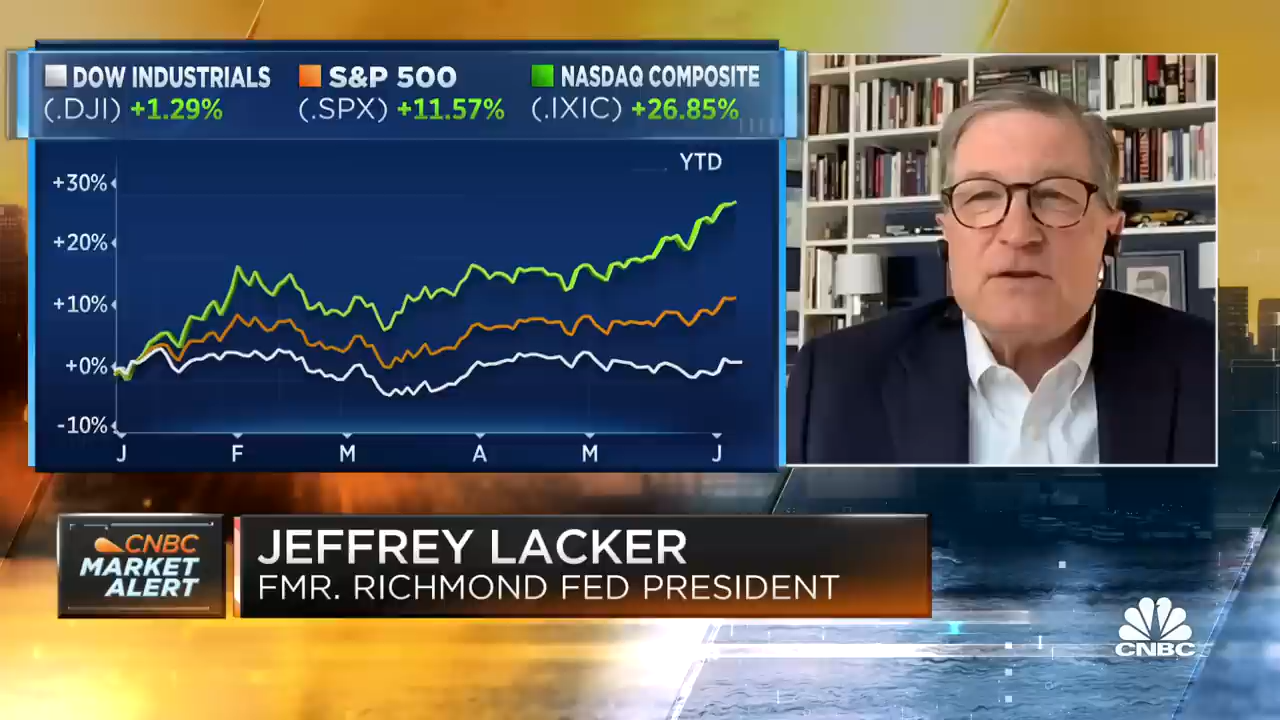 DOW INDUSTRIALS
(.DJI) +1.29%
S&P 500
(.SPX) +11.57%
NASDAQ COMPOSITE
(.IXIC) +26.85%
YTD
+30%
+20%
+10%
+0%
-10%
J F M A M J
CNBC
MARKET
ALERT
JEFFREY LACKER
FMR. RICHMOND FED PRESIDENT
CNBC